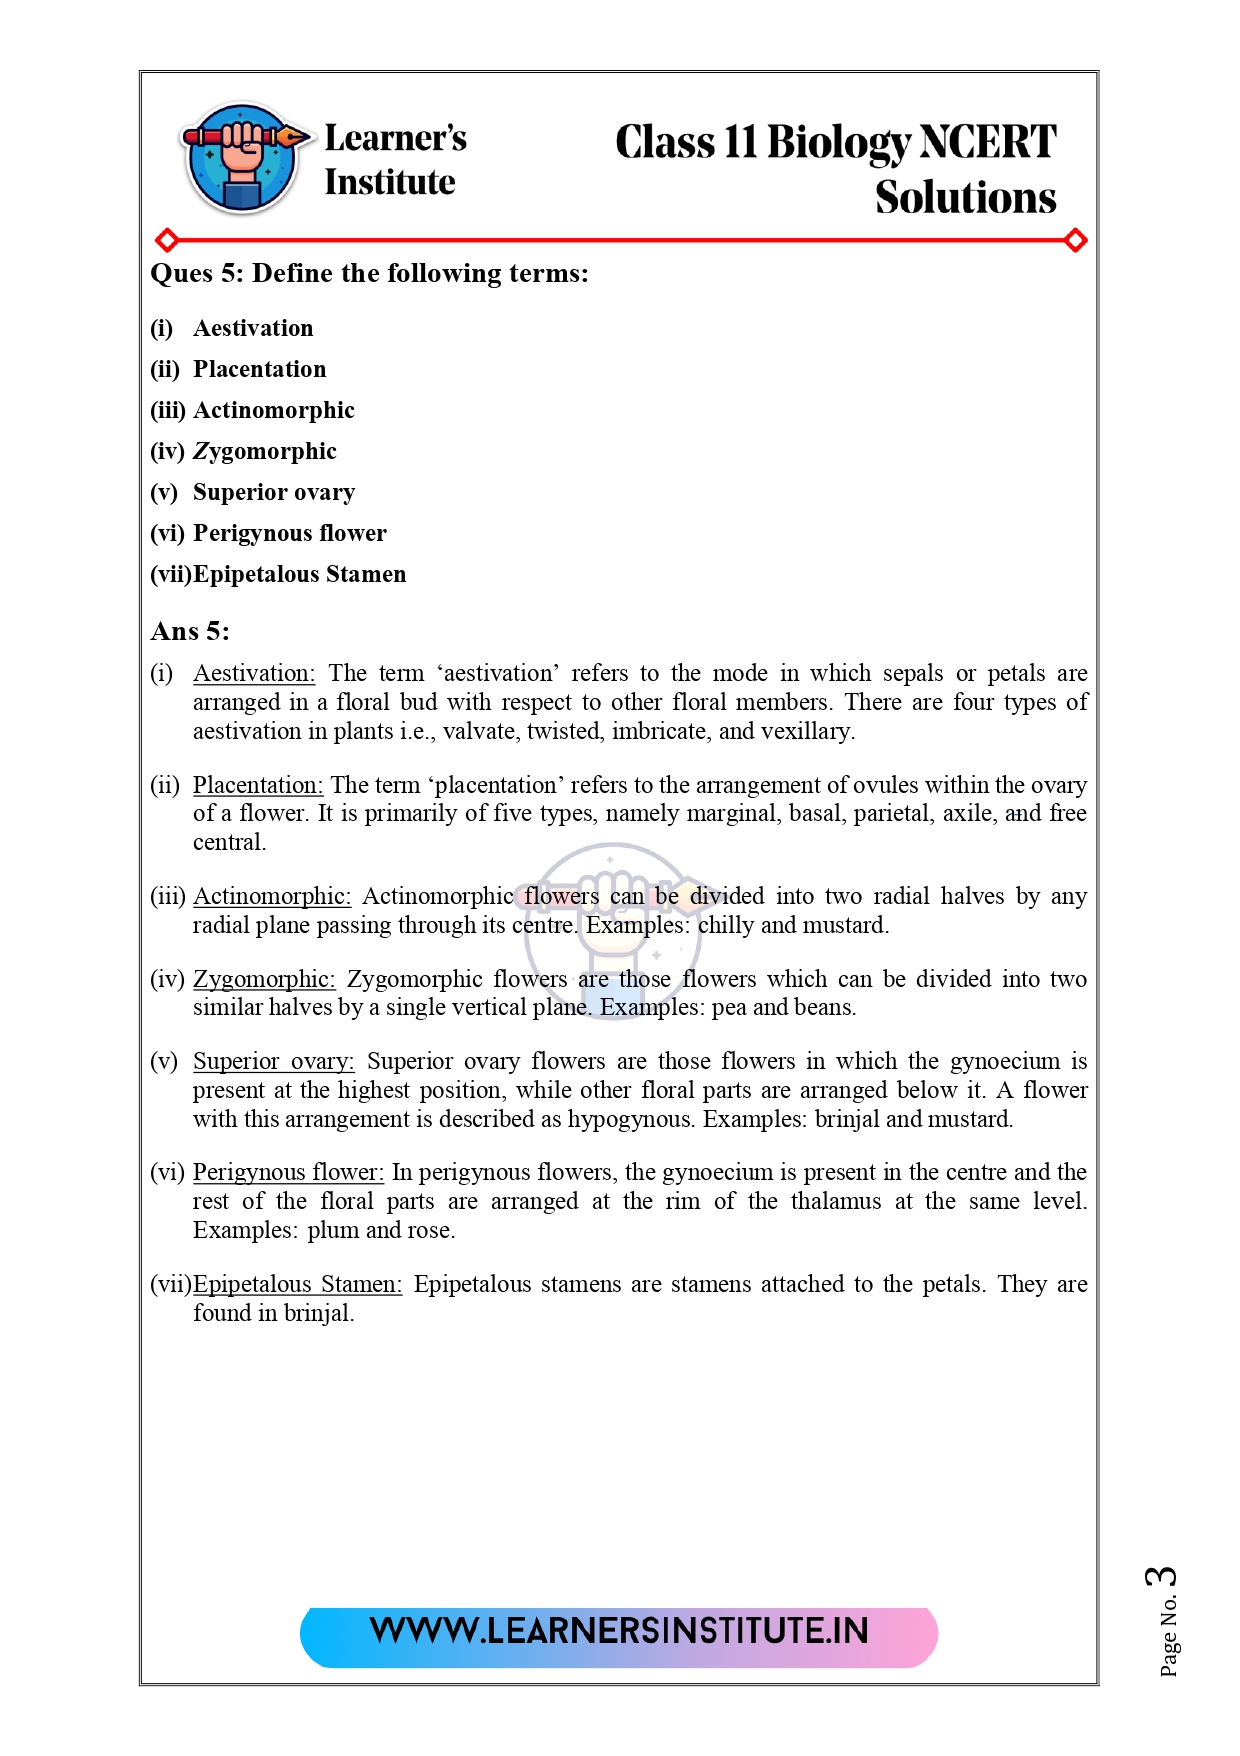 Learner's
Institute
Class 11 Biology NCERT
Solutions
Ques 5: Define the following terms:
(i) Aestivation
(ii) Placentation
(iii) Actinomorphic
(iv) Zygomorphic
(v) Superior ovary
(vi) Perigynous flower
(vii)Epipetalous Stamen
Ans 5:
(i) Aestivation: The term ‘aestivation’ refers to the mode in which sepals or petals are
arranged in a floral bud with respect to other floral members. There are four types of
aestivation in plants i.e., valvate, twisted, imbricate, and vexillary.
(ii) Placentation: The term ‘placentation’ refers to the arrangement of ovules within the ovary
of a flower. It is primarily of five types, namely marginal, basal, parietal, axile, and free
central.
(iii) Actinomorphic: Actinomorphic flowers can be divided into two radial halves by any
radial plane passing through its centre. Examples: chilly and mustard.
(iv) Zygomorphic: Zygomorphic flowers are those flowers which can be divided into two
similar halves by a single vertical plane. Examples: pea and beans.
(v) Superior ovary: Superior ovary flowers are those flowers in which the gynoecium is
present at the highest position, while other floral parts are arranged below it. A flower
with this arrangement is described as hypogynous. Examples: brinjal and mustard.
(vi) Perigynous flower: In perigynous flowers, the gynoecium is present in the centre and the
rest of the floral parts are arranged at the rim of the thalamus at the same level.
Examples: plum and rose.
(vii)Epipetalous Stamen: Epipetalous stamens are stamens attached to the petals. They are
found in brinjal.
WWW.LEARNERSINSTITUTE.IN
Page No. 3